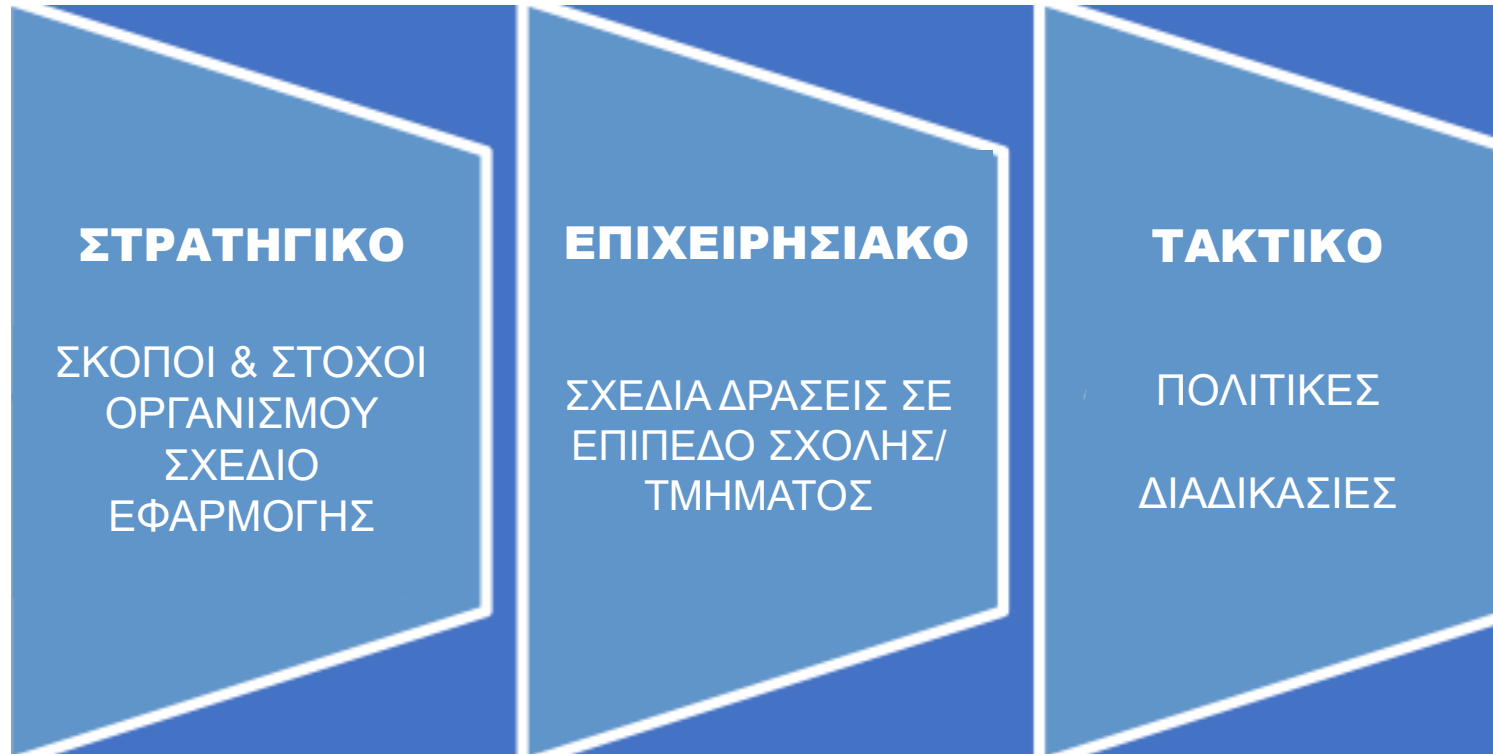 ΣΤΡΑΤΗΓΙΚΟ
ΣΚΟΠΟΙ & ΣΤΟΧΟΙ
ΟΡΓΑΝΙΣΜΟΥ
ΣΧΕΔΙΟ
ΕΦΑΡΜΟΓΗΣ
ΕΠΙΧΕΙΡΗΣΙΑΚΟ
ΣΧΕΔΙΑ ΔΡΑΣΕΙΣ ΣΕ
ΕΠΙΠΕΔΟ ΣΧΟΛΗΣ/
ΤΜΗΜΑΤΟΣ
ΤΑΚΤΙΚΟ
ΠΟΛΙΤΙΚΕΣ
ΔΙΑΔΙΚΑΣΙΕΣ